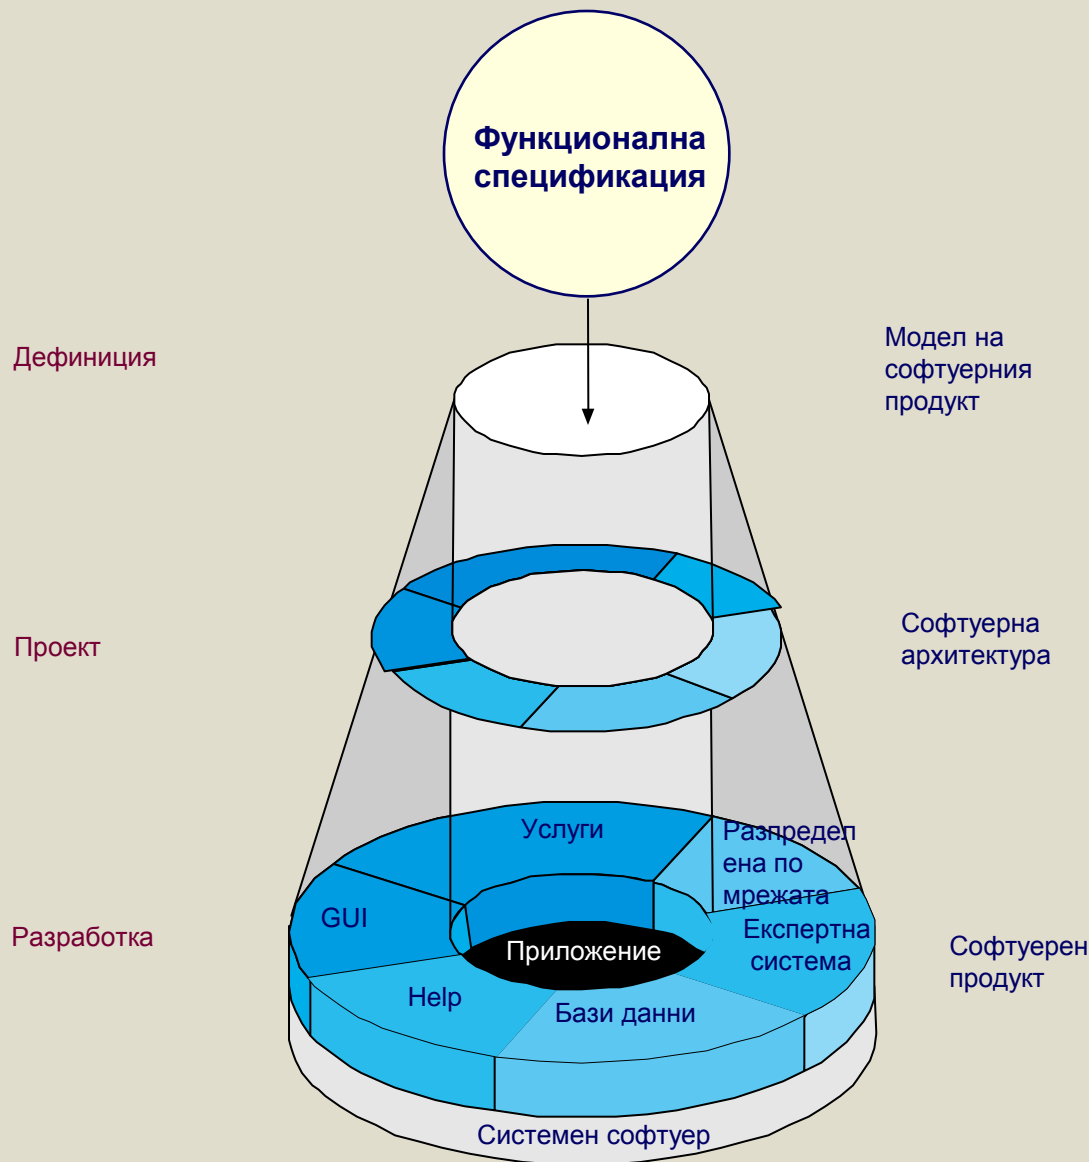 Функционална
спецификация
Дефиниция
Модел на
софтуерния
продукт
Проект
Софтуерна
архитектура
Услуги
Разпредел
ена по
мрежата
GUI
Разработка
Приложение
Експертна
система
Софтуерен
продукт
Help
Бази данни
Системен софтуер